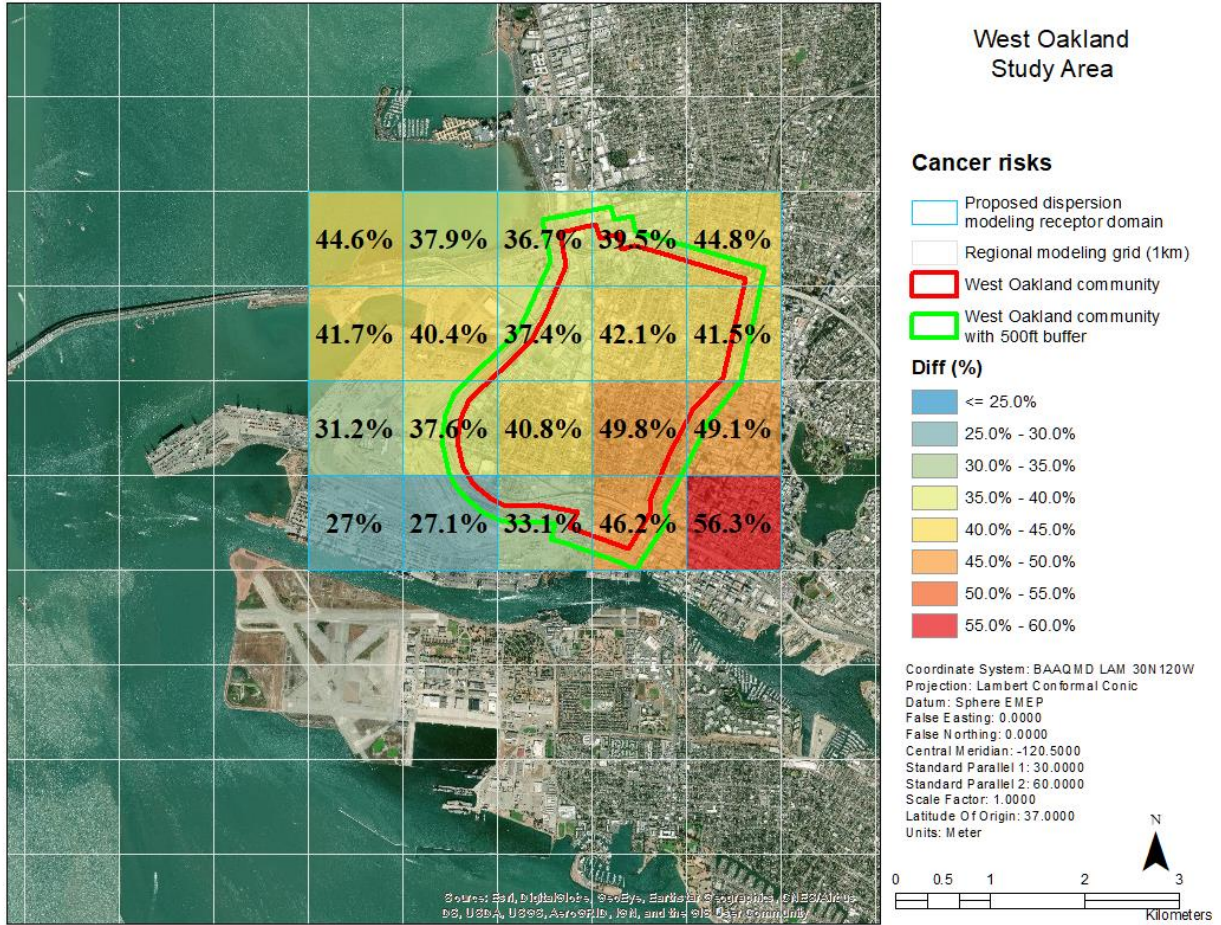 West Oakland
Study Area
Cancer risks
Proposed dispersion
modeling receptor domain
Regional modeling grid (1km)
West Oakland community
West Oakland community
with 500ft buffer
Diff (%)
<= 25.0%
25.0% - 30.0%
30.0% - 35.0%
35.0% - 40.0%
40.0% - 45.0%
45.0% - 50.0%
50.0% - 55.0%
55.0% - 60.0%
44.6% 37.9% 36.7% 39.5% 44.8%
41.7% 40.4% 37.4% 42.1% 41.5%
31.2% 37.6% 40.8% 49.8% 49.1%
27% 27.1% 33.1% 46.2% 56.3%
Coordinate System: BAAQMD LAM 30N120W
Projection: Lambert Conformal Conic
Datum: Sphere EMEP
False Easting: 0.0000
False Northing: 0.0000
Central Meridian: -120.5000
Standard Parallel 1: 30.0000
Standard Parallel 2: 60.0000
Scale Factor: 1.0000
Latitude Of Origin: 37.0000
Units: Meter
N
0 0.5 1 2 3
Kilometers
Source: Esri, DigitalGlobe, GeoEye, Earthstar Geographics, CNES/Airbus
DS, USDA, USGS, AeroGRID, IGN, and the GIS User Community